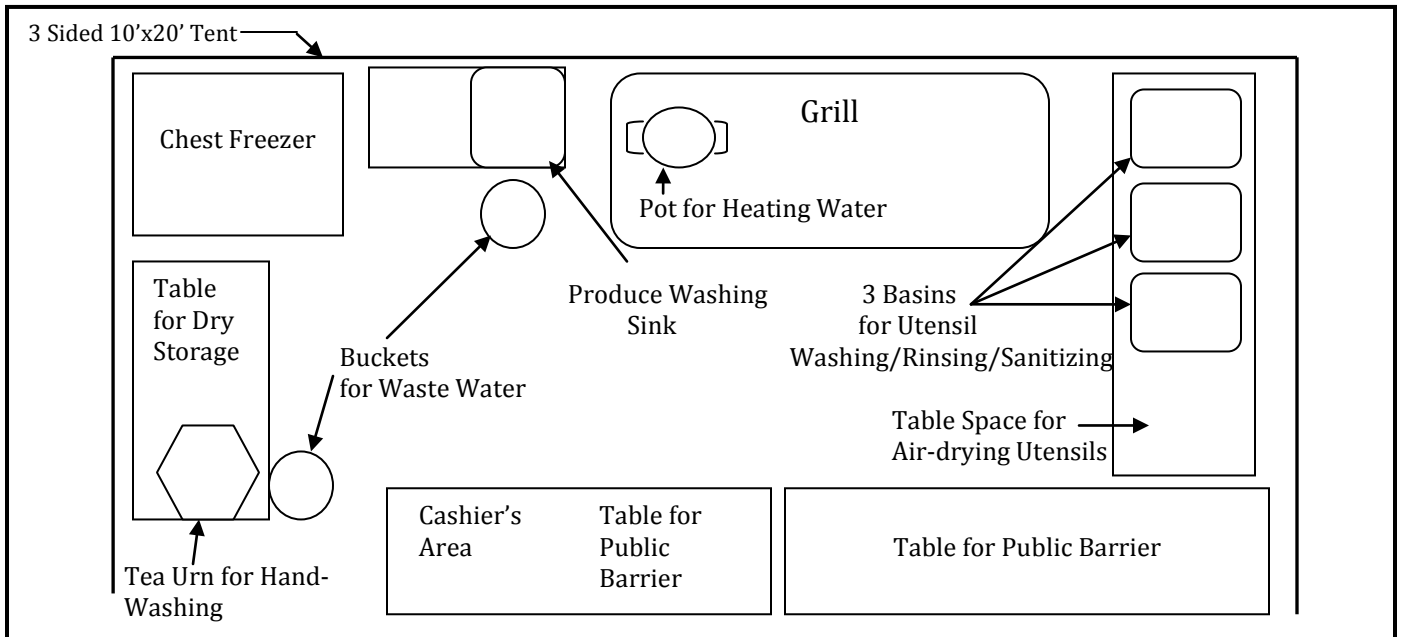 3 Sided 10’x20’ Tent
Chest Freezer
Grill
Pot for Heating Water
Table
for Dry
Storage
Produce Washing
Sink
3 Basins
for Utensil
Washing/Rinsing/Sanitizing
Buckets
for Waste Water
Table Space for
Air-drying Utensils
Cashier’s
Area
Table for
Public
Barrier
Table for Public Barrier
Tea Urn for Hand-
Washing